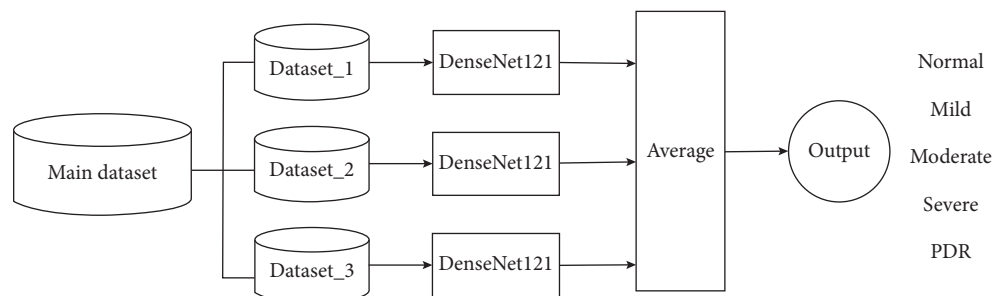 Main dataset
Dataset_1
DenseNet121
Dataset_2
DenseNet121
Dataset_3
DenseNet121
Average
Output
Normal
Mild
Moderate
Severe
PDR